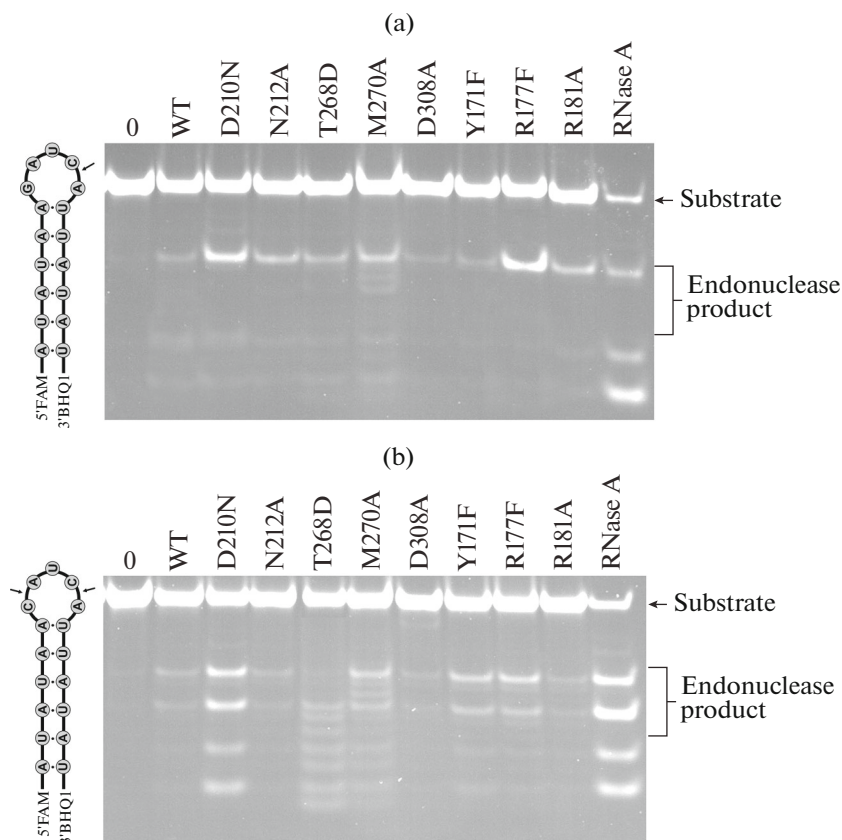 (a)
0 WT D210N N212A T268D M270A D308A Y171F R177F R181A RNase A
U
A C
G A
A U
A U
U A
A U
U A
A U
5'FAM
3'BHQ1
Substrate
Endonuclease
product
(b)
0 WT D210N N212A T268D M270A D308A Y171F R177F R181A RNase A
U
A C
C A
A U
A U
U A
A U
U A
A U
5'FAM
3'BHQ1
Substrate
Endonuclease
product